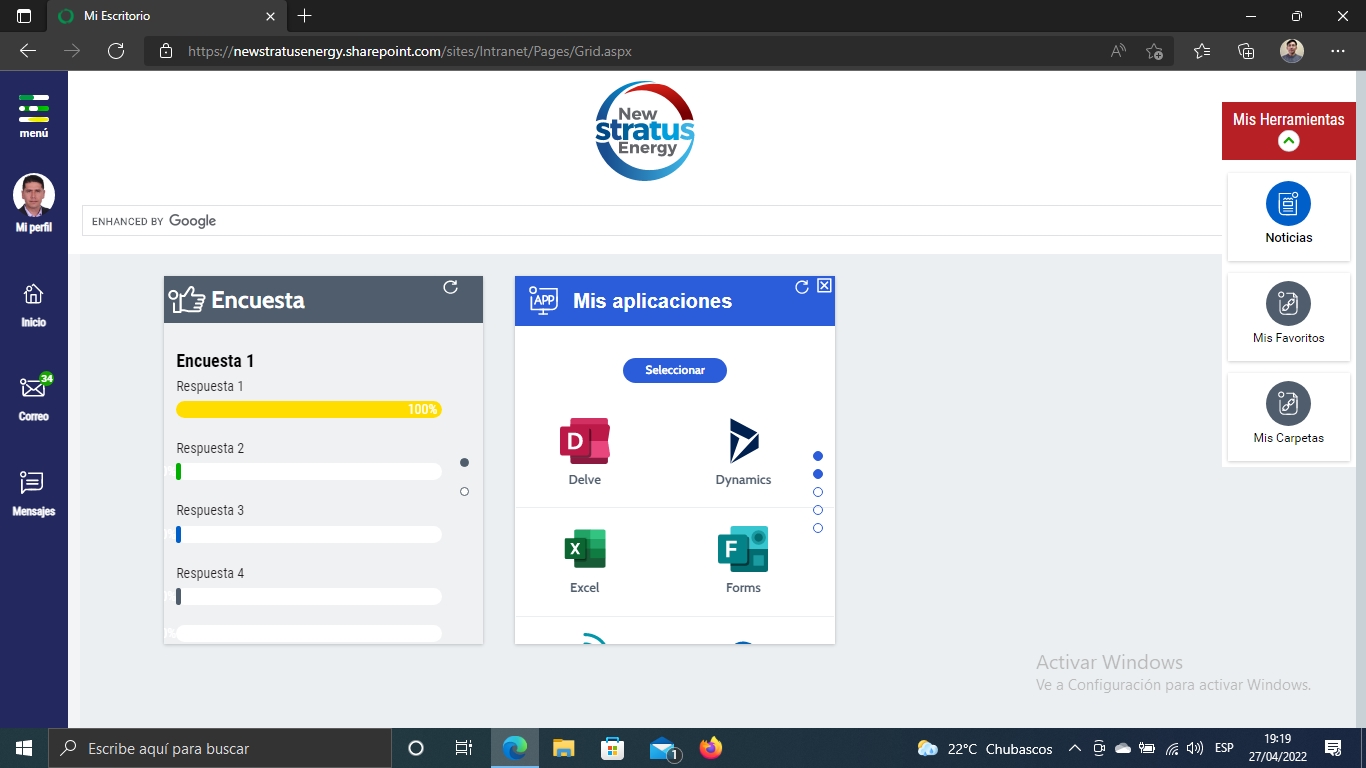 Mi Escritorio
https://newstratusenergy.sharepoint.com/sites/Intranet/Pages/Grid.aspx
menú
Mi perfil
Inicio
34
Correo
Mensajes
New
stratus
Energy
ENHANCED BY Google
Encuesta
Encuesta 1
Respuesta 1
100%
Respuesta 2
Respuesta 3
Respuesta 4
APP
Mis aplicaciones
Seleccionar
D
Delve
Dynamics
X
Excel
F
Forms
Mis Herramientas
Noticias
Mis Favoritos
Mis Carpetas
Activar Windows
Ve a Configuración para activar Windows.
Escribe aquí para buscar
1
22°C Chubascos
ESP
19:19
27/04/2022